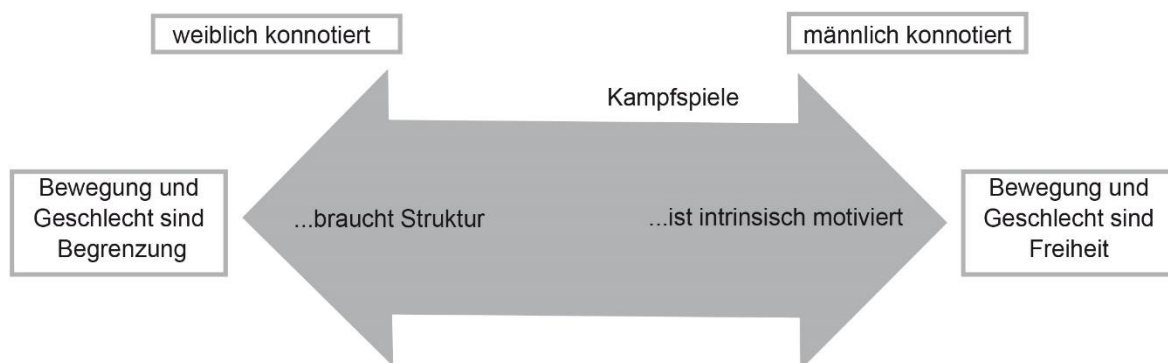 weiblich konnotiert
männlich konnotiert
Kampfspiele
Bewegung und
Geschlecht sind
Begrenzung
...braucht Struktur
...ist intrinsisch motiviert
Bewegung und
Geschlecht sind
Freiheit